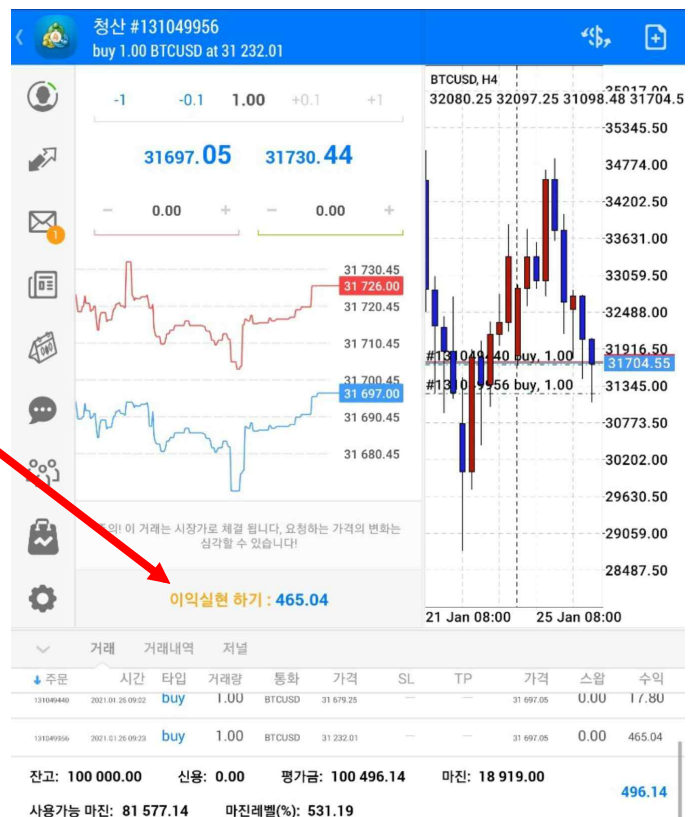 청산 #131049956
buy 1.00 BTCUSD at 31 232.01
-1 -0.1 1.00 +0.1 +1
31697.05 31730.44
- 0.00 + - 0.00 +
31 730.45
31 726.00
31 720.45
31 710.45
31 700.45
31 697.00
31 690.45
31 680.45
이 거래는 시장가로 체결 됩니다, 요청하는 가격의 변화는
심각할 수 있습니다!
이익실현 하기 : 465.04
BTCUSD, H4
32080.25 32097.25 31098.48 31704.5
35345.50
34774.00
34202.50
33631.00
33059.50
32488.00
31916.50
31704.55
31345.00
30773.50
30202.00
29630.50
29059.00
28487.50
#131049440 buy, 1.00
#131049956 buy, 1.00
21 Jan 08:00 25 Jan 08:00
1
거래 거래내역 저널
주문 시간 타입 거래량 통화 가격 SL TP 가격 스왑 수익
131049440 2021.01.26 09:02 buy 1.00 BTCUSD 31 679.25 — — 31 697.05 0.00 17.80
131049956 2021.01.26 09:23 buy 1.00 BTCUSD 31 232.01 — — 31 697.05 0.00 465.04
잔고: 100 000.00 신용: 0.00 평가금: 100 496.14 마진: 18 919.00
496.14
사용가능 마진: 81 577.14 마진레벨(%): 531.19